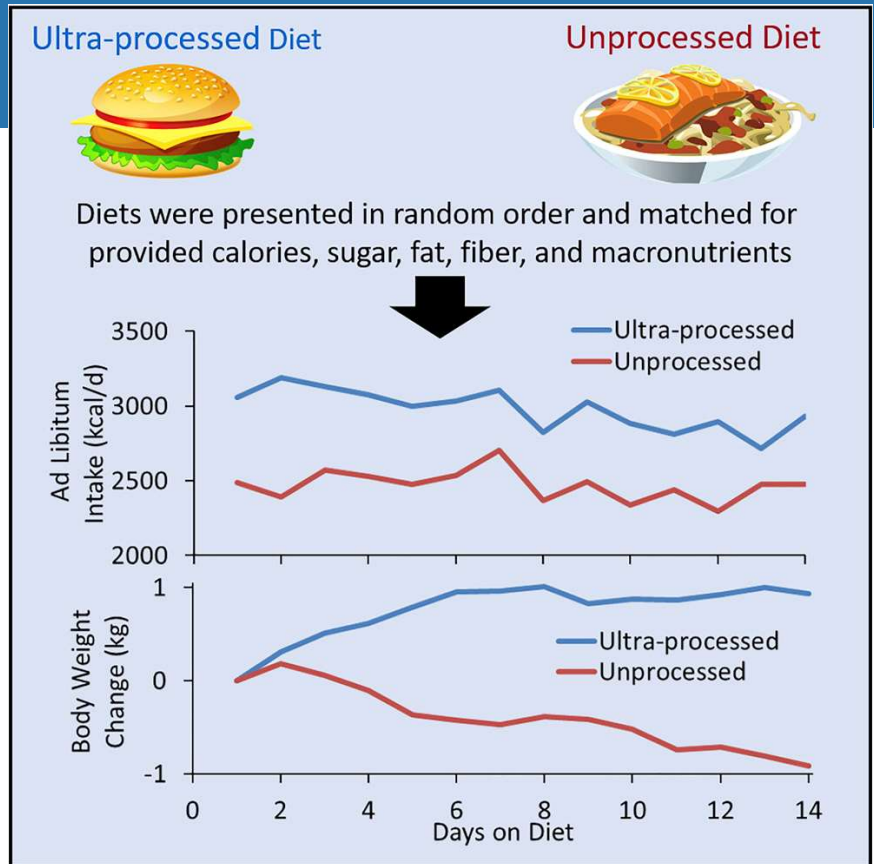 Ultra-processed Diet
Unprocessed Diet
Diets were presented in random order and matched for
provided calories, sugar, fat, fiber, and macronutrients
Ad Libitum
Intake (kcal/d)
3500
3000
2500
2000
Ultra-processed
Unprocessed
Body Weight
Change (kg)
1
0
-1
Ultra-processed
Unprocessed
0 2 4 6 8 10 12 14
Days on Diet